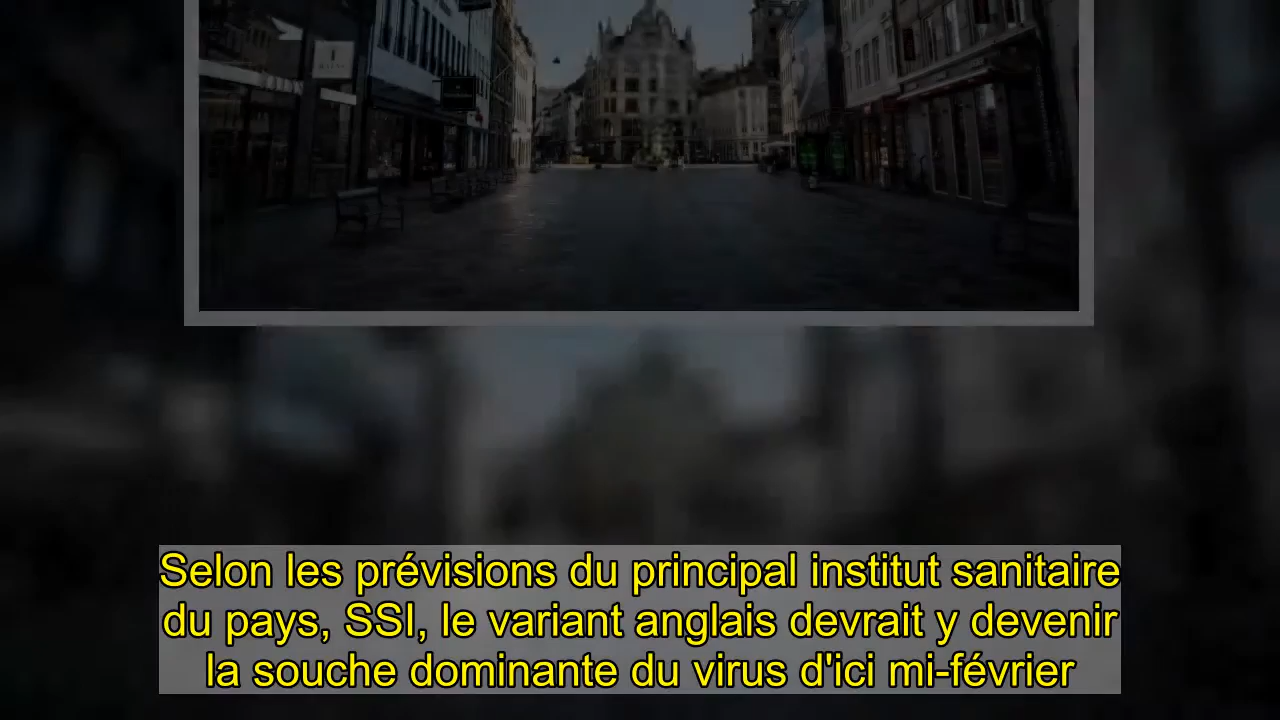 Selon les prévisions du principal institut sanitaire
du pays, SSI, le variant anglais devrait y devenir
la souche dominante du virus d'ici mi-février